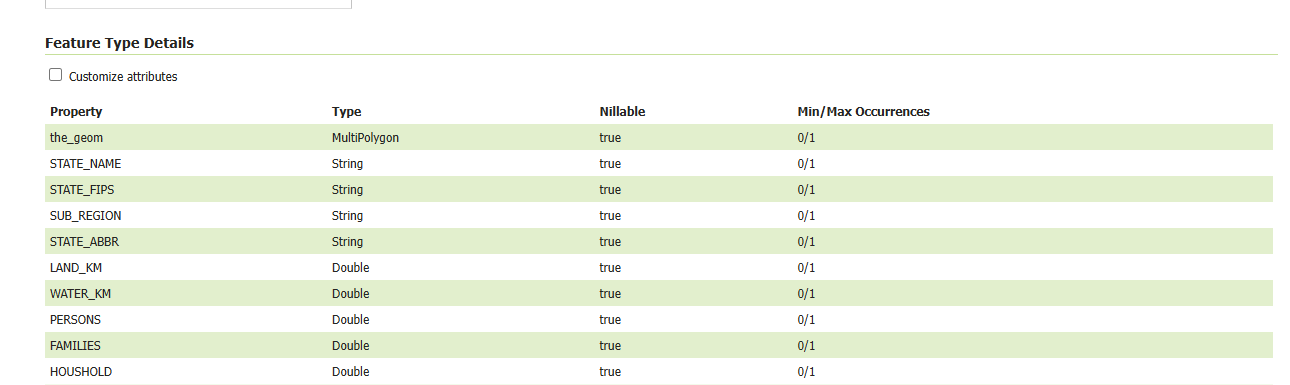 Feature Type Details
Customize attributes
Property Type Nillable Min/Max Occurrences
the_geom MultiPolygon true 0/1
STATE_NAME String true 0/1
STATE_FIPS String true 0/1
SUB_REGION String true 0/1
STATE_ABBR String true 0/1
LAND_KM Double true 0/1
WATER_KM Double true 0/1
PERSONS Double true 0/1
FAMILIES Double true 0/1
HOUSHOLD Double true 0/1